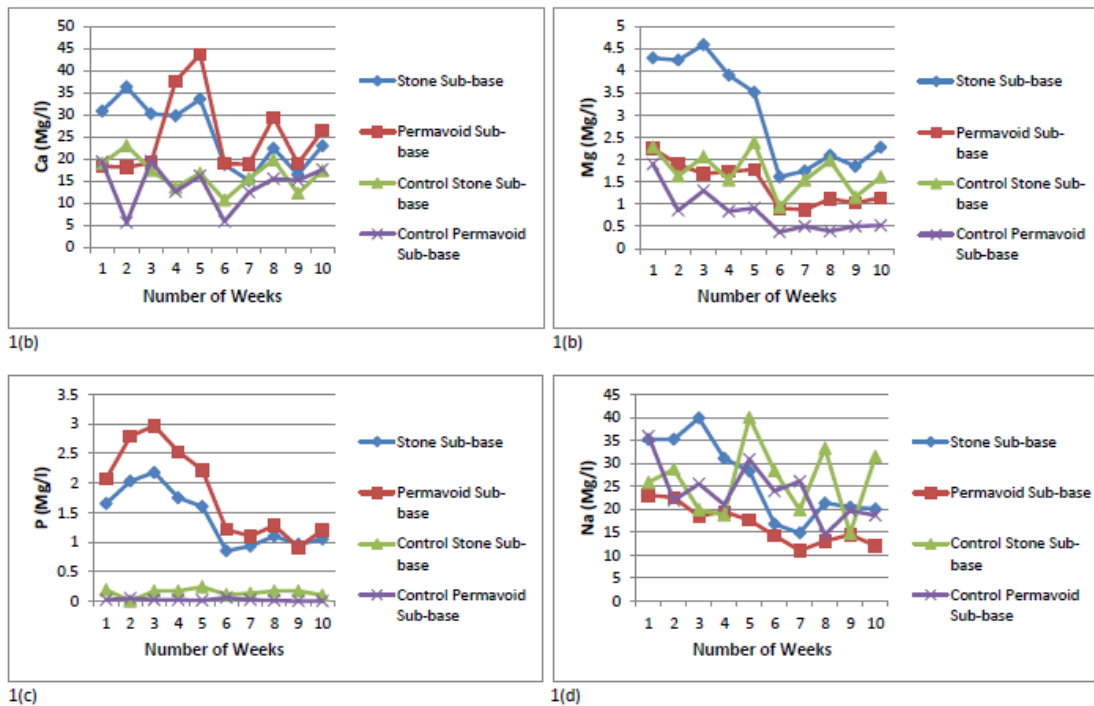 50
45
40
35
30
25
20
15
10
5
0
Ca (Mg/l)
1 2 3 4 5 6 7 8 9 10
Number of Weeks
Stone Sub-base
Permavoid Sub-
base
Control Stone Sub-
base
Control Permavoid
Sub-base
1(b)
5
4.5
4
3.5
3
2.5
2
1.5
1
0.5
0
Mg (Mg/l)
1 2 3 4 5 6 7 8 9 10
Number of Weeks
Stone Sub-base
Permavoid Sub-
base
Control Stone Sub-
base
Control Permavoid
Sub-base
1(b)
3.5
3
2.5
2
1.5
1
0.5
0
P (Mg/l)
1 2 3 4 5 6 7 8 9 10
Number of Weeks
Stone Sub-base
Permavoid Sub-
base
Control Stone Sub-
base
Control Permavoid
Sub-base
1(c)
45
40
35
30
25
20
15
10
5
0
Na (Mg/l)
1 2 3 4 5 6 7 8 9 10
Number of Weeks
Stone Sub-base
Permavoid Sub-base
Control Stone Sub-
base
Control Permavoid
Sub-base
1(d)